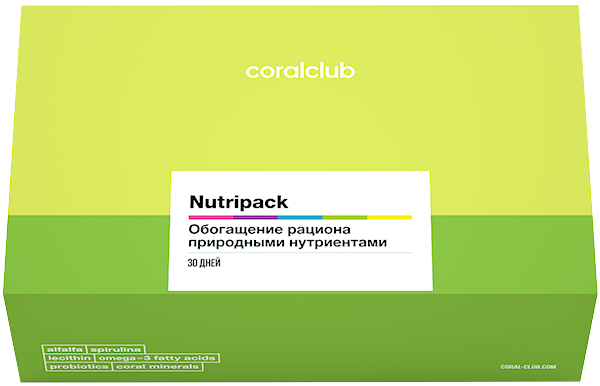 coralclub
Nutripack
Обогащение рациона
природными нутриентами
30 ДНЕЙ
alfalfa spirulina
lecithin omega-3 fatty acids
probiotics coral minerals
CORAL-CLUB.COM